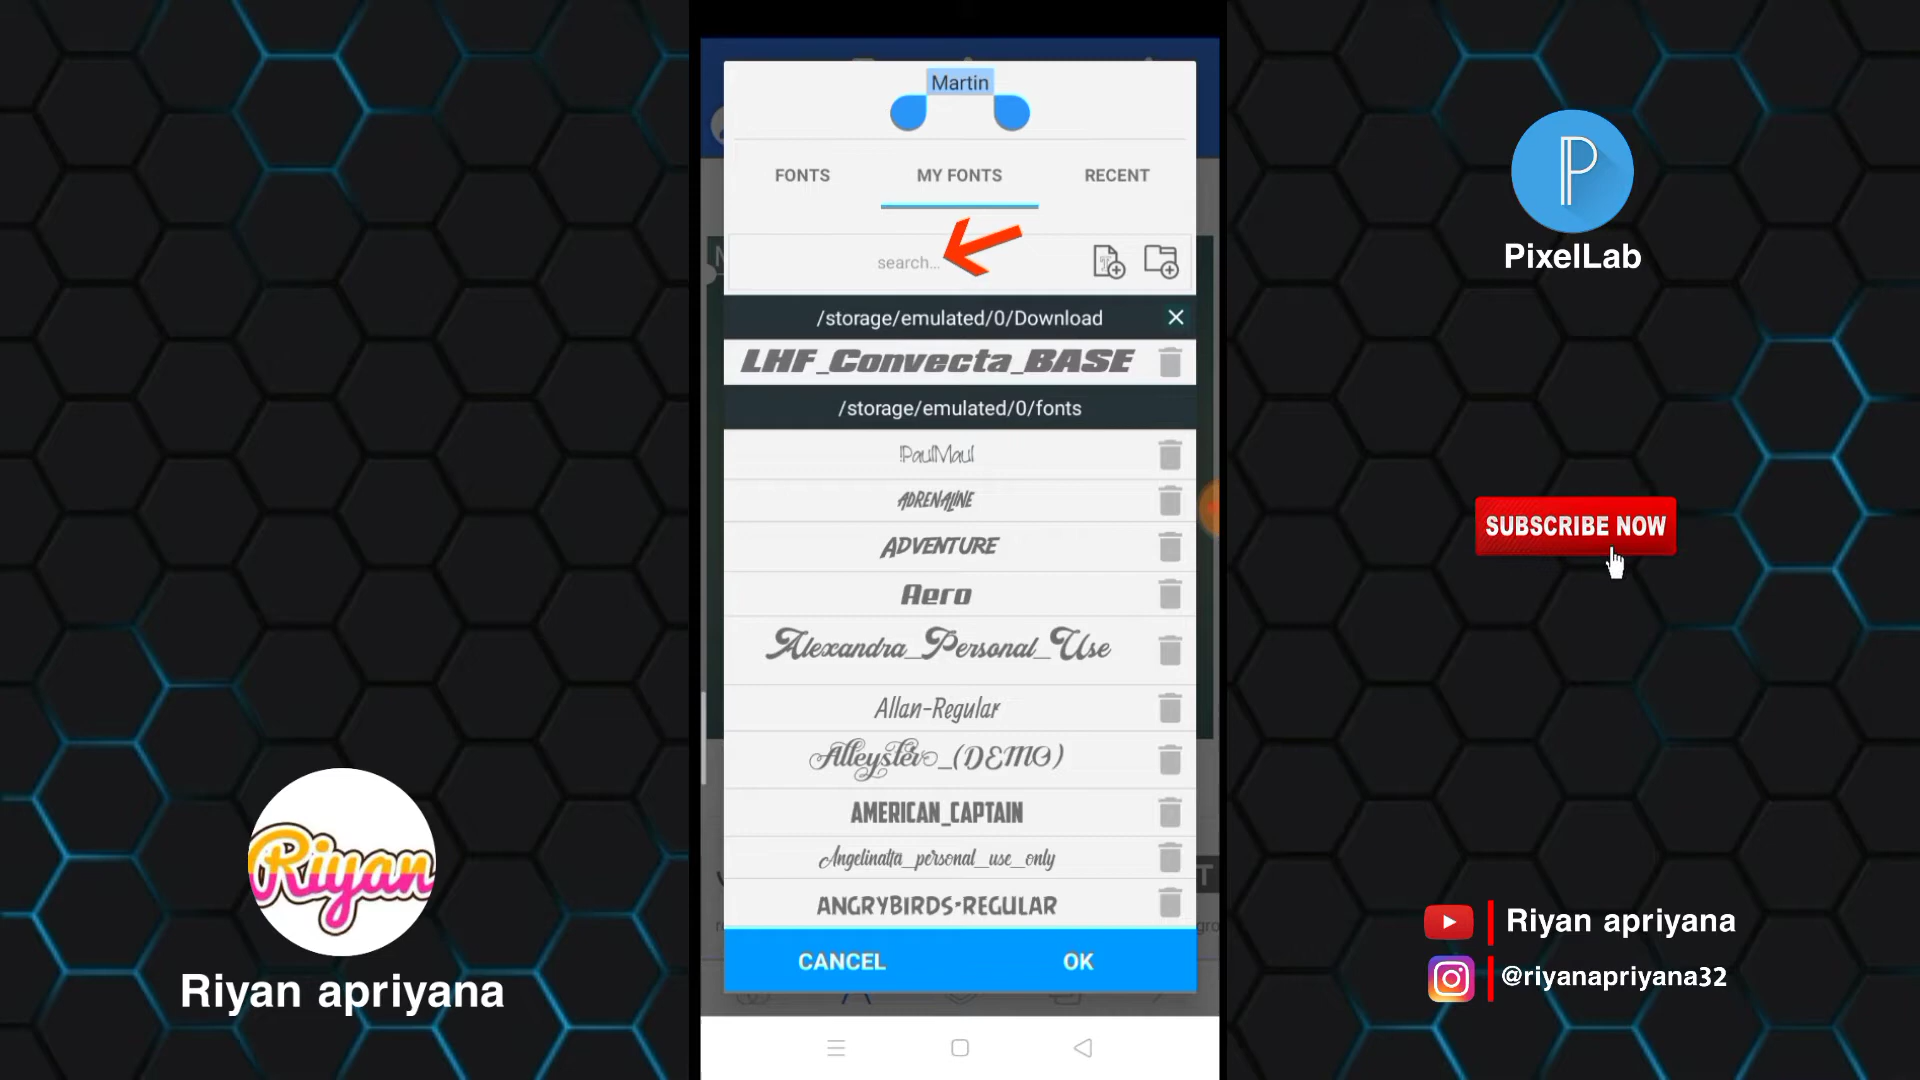 Martin
FONTS
MY FONTS
RECENT
search...
/storage/emulated/0/Download
LHF_Convecta_BASE
/storage/emulated/0/fonts
!PaulMaul
ADRENALINE
ADVENTURE
Aero
Alexandra_Personal_Use
Allan-Regular
Alleyster_(DEMO)
AMERICAN_CAPTAIN
Angelinatta_personal_use_only
ANGRYBIRDS-REGULAR
CANCEL
OK
PixelLab
SUBSCRIBE NOW
Riyan
Riyan apriyana
Riyan apriyana
@riyanapriyana32